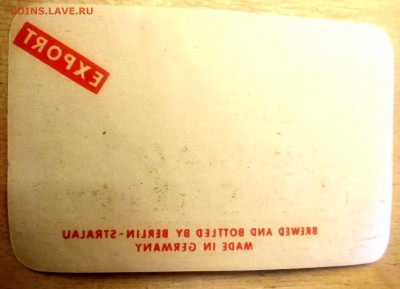 COINS.LAVE.RU
EXPORT
BREWED AND BOTTLED BY BERLIN-STRALAU
MADE IN GERMANY